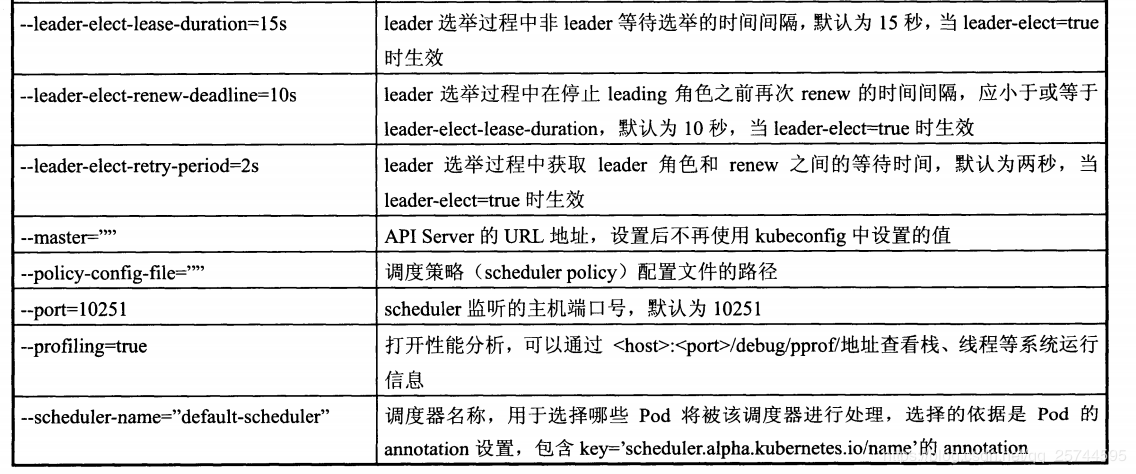 --leader-elect-lease-duration=15s
leader 选举过程中非 leader 等待选举的时间间隔，默认为 15 秒，当 leader-elect=true
时生效
--leader-elect-renew-deadline=10s
leader 选举过程中在停止 leading 角色之前再次 renew 的时间间隔，应小于或等于
leader-elect-lease-duration，默认为 10 秒，当 leader-elect=true 时生效
--leader-elect-retry-period=2s
leader 选举过程中获取 leader 角色和 renew 之间的等待时间，默认为两秒，当
leader-elect=true 时生效
--master=””
API Server 的 URL 地址，设置后不再使用 kubeconfig 中设置的值
--policy-config-file=””
调度策略（scheduler policy）配置文件的路径
--port=10251
scheduler 监听的主机端口号，默认为 10251
--profiling=true
打开性能分析，可以通过 <host>:<port>/debug/pprof/地址查看栈、线程等系统运行
信息
--scheduler-name=”default-scheduler”
调度器名称，用于选择哪些 Pod 将被该调度器进行处理，选择的依据是 Pod 的
annotation 设置，包含 key=’scheduler.alpha.kubernetes.io/name’的 annotation